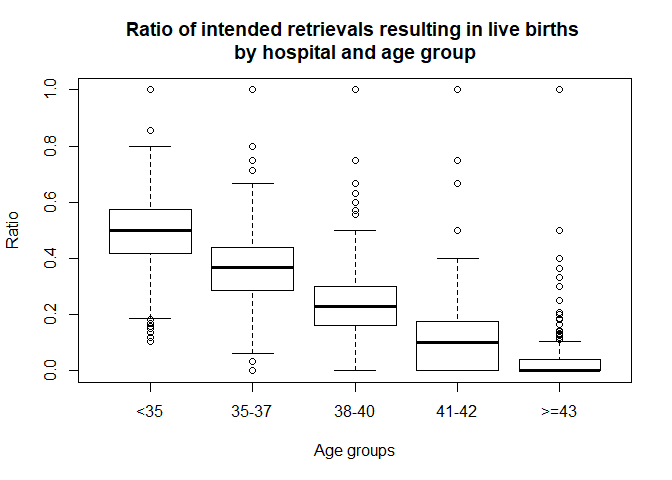 Ratio of intended retrievals resulting in live births
by hospital and age group
Ratio
1.0
0.8
0.6
0.4
0.2
0.0
<35
35-37
38-40
41-42
>=43
Age groups